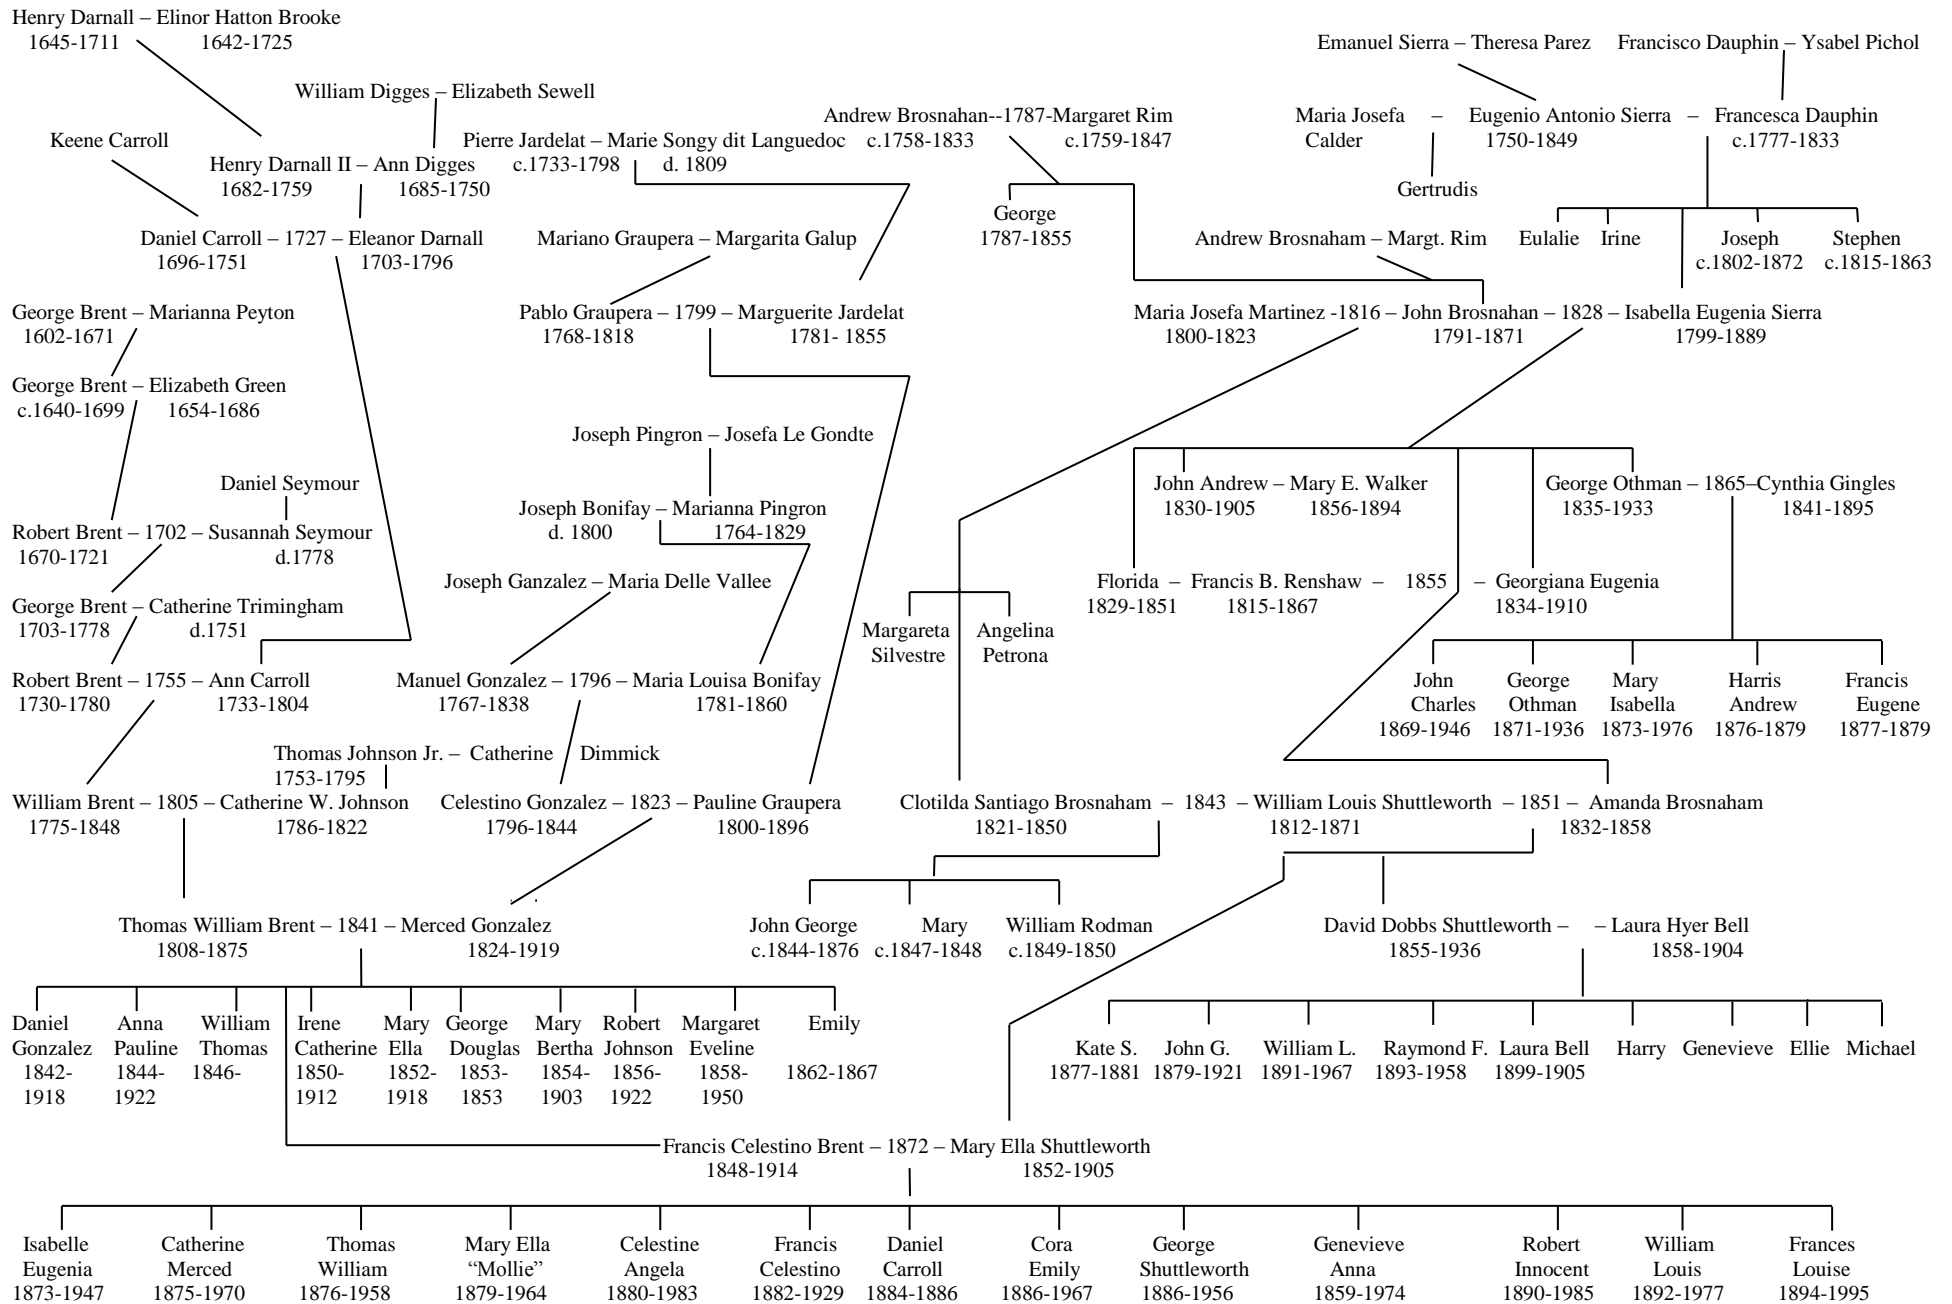 Henry Darnall – Elinor Hatton Brooke
1645-1711 1642-1725
Emanuel Sierra – Theresa Parez Francisco Dauphin – Ysabel Pichol
William Digges – Elizabeth Sewell
Andrew Brosnahan--1787-Margaret Rim
c.1758-1833 c.1759-1847
Maria Josefa – Eugenio Antonio Sierra – Francesca Dauphin
Calder 1750-1849 c.1777-1833
Keene Carroll
Pierre Jardelat – Marie Songy dit Languedoc
c.1733-1798 d. 1809
Henry Darnall II – Ann Digges
1682-1759 1685-1750
Gertrudis
George
1787-1855
Daniel Carroll – 1727 – Eleanor Darnall
1696-1751 1703-1796
Mariano Graupera – Margarita Galup
Andrew Brosnaham – Margt. Rim
Eulalie Irine Joseph Stephen
c.1802-1872 c.1815-1863
George Brent – Marianna Peyton
1602-1671
Pablo Graupera – 1799 – Marguerite Jardelat
1768-1818 1781- 1855
Maria Josefa Martinez -1816 – John Brosnahan – 1828 – Isabella Eugenia Sierra
1800-1823 1791-1871 1799-1889
George Brent – Elizabeth Green
c.1640-1699 1654-1686
Joseph Pingron – Josefa Le Gondte
Daniel Seymour
John Andrew – Mary E. Walker
1830-1905 1856-1894
George Othman – 1865–Cynthia Gingles
1835-1933 1841-1895
Joseph Bonifay – Marianna Pingron
d. 1800 1764-1829
Robert Brent – 1702 – Susannah Seymour
1670-1721 d.1778
Joseph Ganzalez – Maria Delle Vallee
Florida – Francis B. Renshaw – 1855 – Georgiana Eugenia
1829-1851 1815-1867 1834-1910
George Brent – Catherine Trimingham
1703-1778 d.1751
Margareta Angelina
Silvestre Petrona
Robert Brent – 1755 – Ann Carroll
1730-1780 1733-1804
Manuel Gonzalez – 1796 – Maria Louisa Bonifay
1767-1838 1781-1860
John George Mary Harris Francis
Charles Othman Isabella Andrew Eugene
1869-1946 1871-1936 1873-1976 1876-1879 1877-1879
Thomas Johnson Jr. – Catherine Dimmick
1753-1795
William Brent – 1805 – Catherine W. Johnson
1775-1848 1786-1822
Celestino Gonzalez – 1823 – Pauline Graupera
1796-1844 1800-1896
Clotilda Santiago Brosnaham – 1843 – William Louis Shuttleworth – 1851 – Amanda Brosnaham
1821-1850 1812-1871 1832-1858
Thomas William Brent – 1841 – Merced Gonzalez
1808-1875 1824-1919
John George Mary William Rodman
c.1844-1876 c.1847-1848 c.1849-1850
David Dobbs Shuttleworth – – Laura Hyer Bell
1855-1936 1858-1904
Daniel Anna William Irene Mary George Mary Robert Margaret Emily
Gonzalez Pauline Thomas Catherine Ella Douglas Bertha Johnson Eveline
1842- 1844- 1846- 1850- 1852- 1853- 1854- 1856- 1858- 1862-1867
1918 1922 1912 1918 1853 1903 1922 1950
Kate S. John G. William L. Raymond F. Laura Bell Harry Genevieve Ellie Michael
1877-1881 1879-1921 1891-1967 1893-1958 1899-1905
Francis Celestino Brent – 1872 – Mary Ella Shuttleworth
1848-1914 1852-1905
Isabelle Catherine Thomas Mary Ella Celestine Francis Daniel Cora George Genevieve Robert William Frances
Eugenia Merced William “Mollie” Angela Celestino Carroll Emily Shuttleworth Anna Innocent Louis Louise
1873-1947 1875-1970 1876-1958 1879-1964 1880-1983 1882-1929 1884-1886 1886-1967 1886-1956 1859-1974 1890-1985 1892-1977 1894-1995